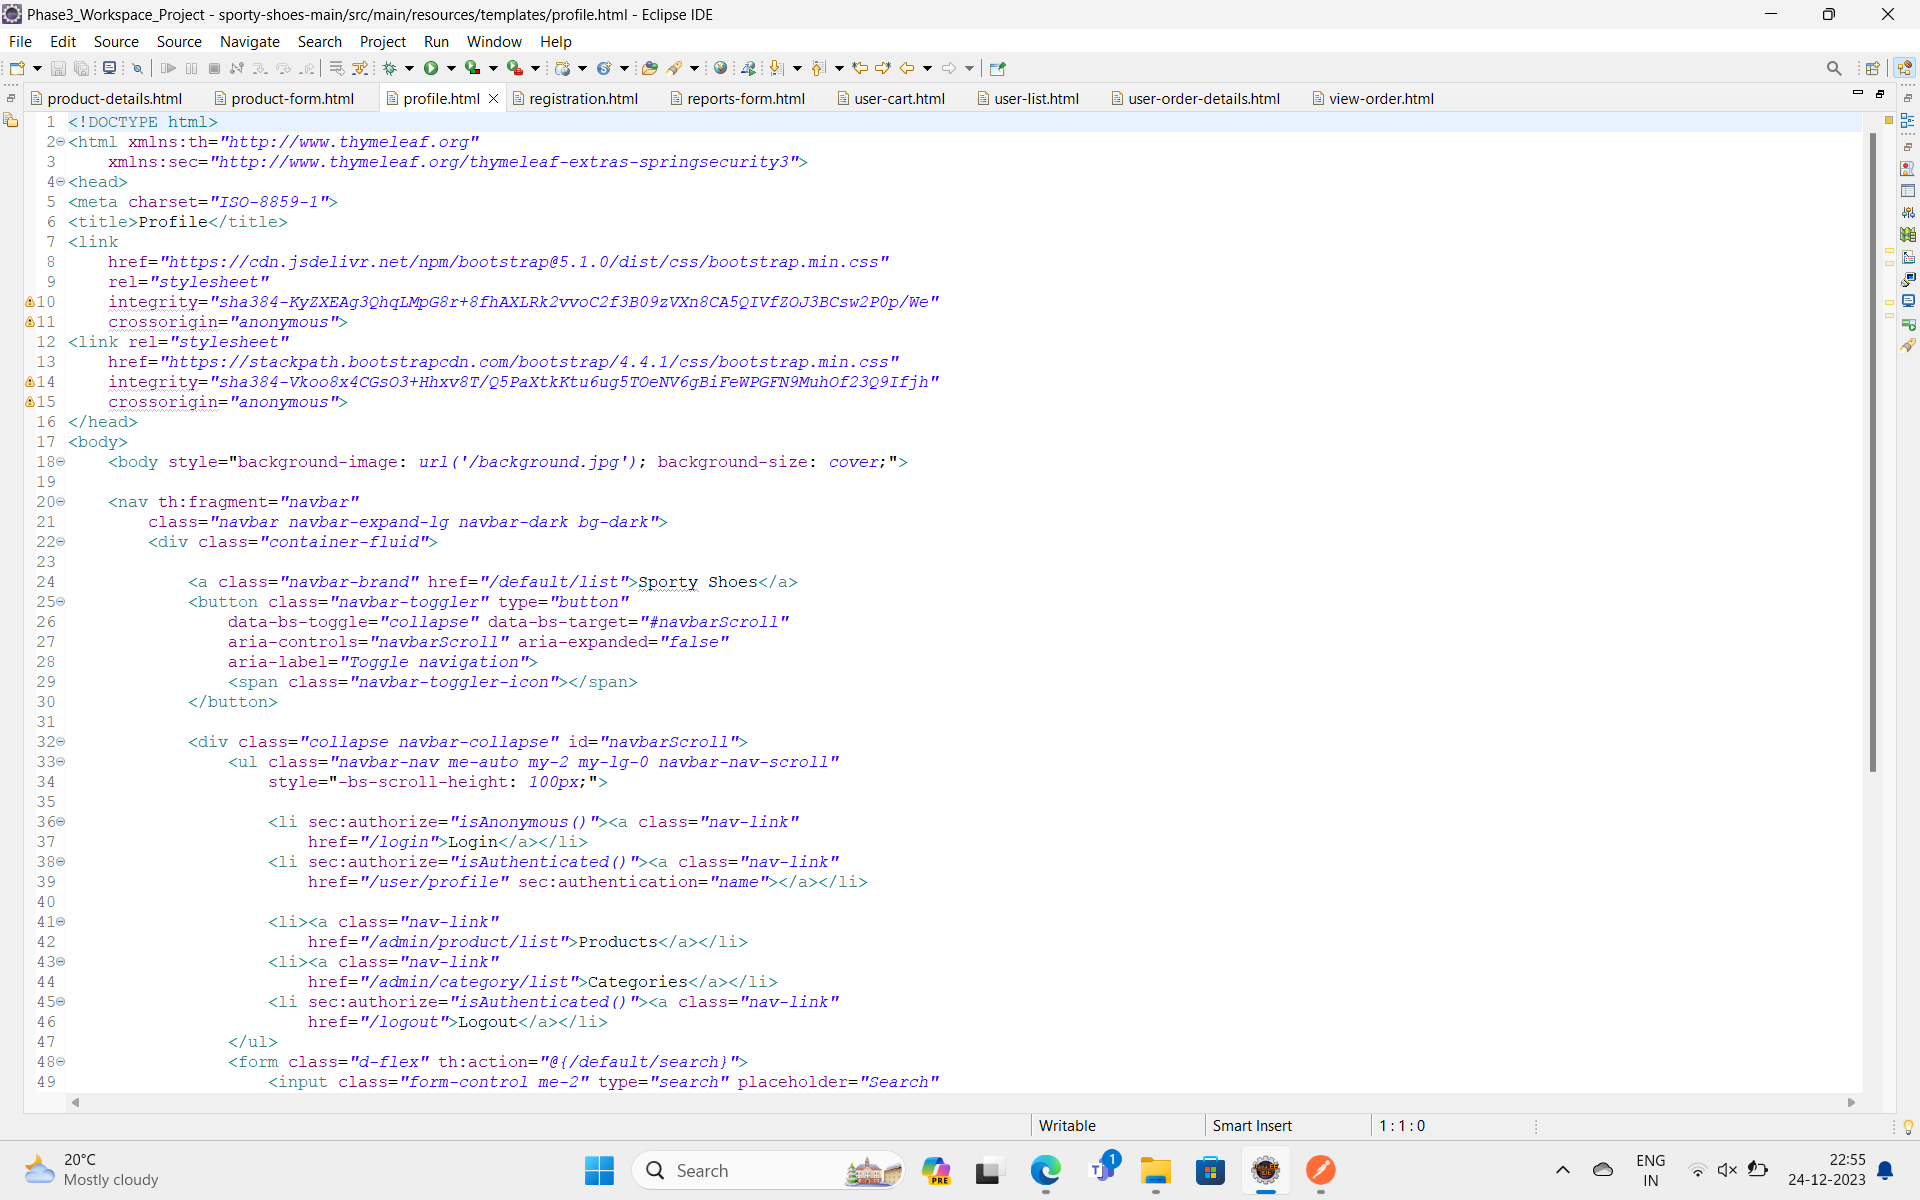 Phase3_Workspace_Project - sporty-shoes-main/src/main/resources/templates/profile.html - Eclipse IDE
File Edit Source Source Navigate Search Project Run Window Help
product-details.html product-form.html profile.html registration.html reports-form.html user-cart.html user-list.html user-order-details.html view-order.html
1 <!DOCTYPE html>
2 <html xmlns:th="http://www.thymeleaf.org"
3 xmlns:sec="http://www.thymeleaf.org/thymeleaf-extras-springsecurity3">
4 <head>
5 <meta charset="ISO-8859-1">
6 <title>Profile</title>
7 <link
8 href="https://cdn.jsdelivr.net/npm/bootstrap@5.1.0/dist/css/bootstrap.min.css"
9 rel="stylesheet"
10 integrity="sha384-KyZXEAg3QhqLMpG8r+8fhAXLRk2vvoC2f3B09zVXn8CA5QIVfZOJ3BCsw2P0p/We"
11 crossorigin="anonymous">
12 <link rel="stylesheet"
13 href="https://stackpath.bootstrapcdn.com/bootstrap/4.4.1/css/bootstrap.min.css"
14 integrity="sha384-Vkoo8x4CGsO3+Hhxv8T/Q5PaXtkKtu6ug5TOeNV6gBiFeWPGFN9MuhOf23Q9Ifjh"
15 crossorigin="anonymous">
16 </head>
17 <body>
18 <body style="background-image: url('/background.jpg'); background-size: cover;">
19
20 <nav th:fragment="navbar"
21 class="navbar navbar-expand-lg navbar-dark bg-dark">
22 <div class="container-fluid">
23
24 <a class="navbar-brand" href="/default/list">Sporty Shoes</a>
25 <button class="navbar-toggler" type="button"
26 data-bs-toggle="collapse" data-bs-target="#navbarScroll"
27 aria-controls="navbarScroll" aria-expanded="false"
28 aria-label="Toggle navigation">
29 <span class="navbar-toggler-icon"></span>
30 </button>
31
32 <div class="collapse navbar-collapse" id="navbarScroll">
33 <ul class="navbar-nav me-auto my-2 my-lg-0 navbar-nav-scroll"
34 style="-bs-scroll-height: 100px;">
35
36 <li sec:authorize="isAnonymous()"><a class="nav-link"
37 href="/login">Login</a></li>
38 <li sec:authorize="isAuthenticated()"><a class="nav-link"
39 href="/user/profile" sec:authentication="name"></a></li>
40
41 <li><a class="nav-link"
42 href="/admin/product/list">Products</a></li>
43 <li><a class="nav-link"
44 href="/admin/category/list">Categories</a></li>
45 <li sec:authorize="isAuthenticated()"><a class="nav-link"
46 href="/logout">Logout</a></li>
47 </ul>
48 <form class="d-flex" th:action="@{/default/search}">
49 <input class="form-control me-2" type="search" placeholder="Search"
Writable Smart Insert 1 : 1 : 0
20°C
Mostly cloudy
Search
PRE
1
ENG
IN
22:55
24-12-2023